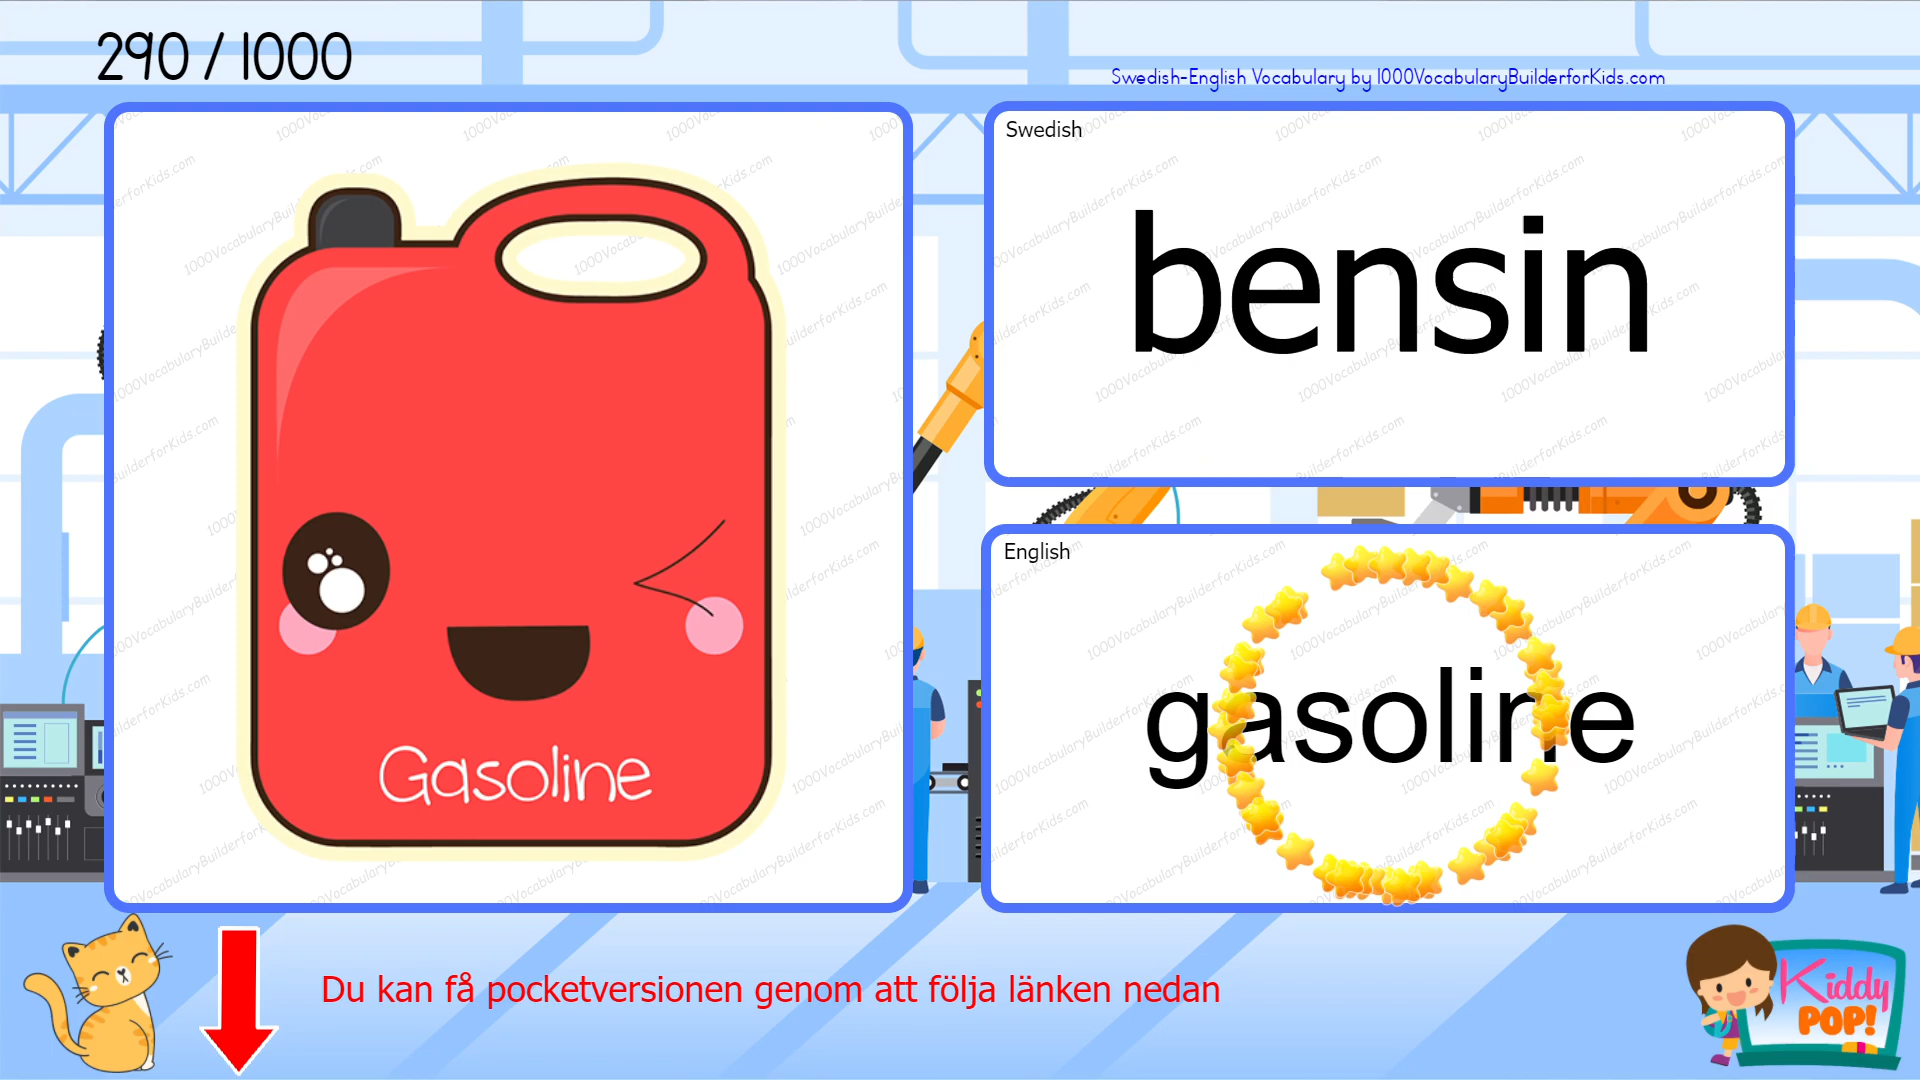 290 / 1000
Swedish-English Vocabulary by 1000VocabularyBuilderforKids.com
Swedish
bensin
Gasoline
English
gasoline
Du kan få pocketversionen genom att följa länken nedan
Kiddy
POP!